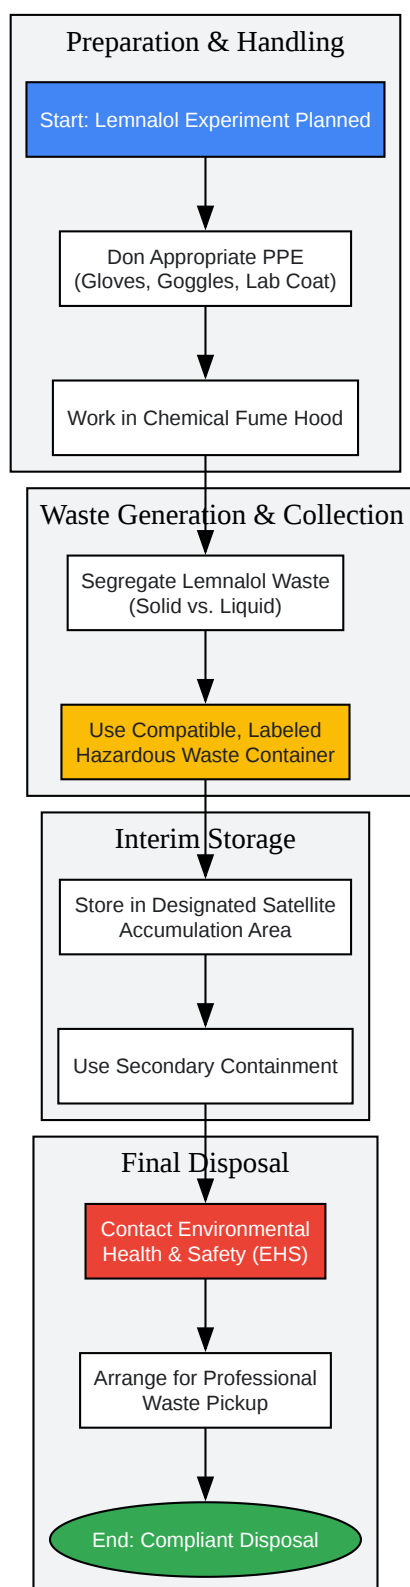 Preparation & Handling
Start: Lemnalol Experiment Planned
Don Appropriate PPE
(Gloves, Goggles, Lab Coat)
Work in Chemical Fume Hood
Waste Generation & Collection
Segregate Lemnalol Waste
(Solid vs. Liquid)
Use Compatible, Labeled
Hazardous Waste Container
Interim Storage
Store in Designated Satellite
Accumulation Area
Use Secondary Containment
Final Disposal
Contact Environmental
Health & Safety (EHS)
Arrange for Professional
Waste Pickup
End: Compliant Disposal